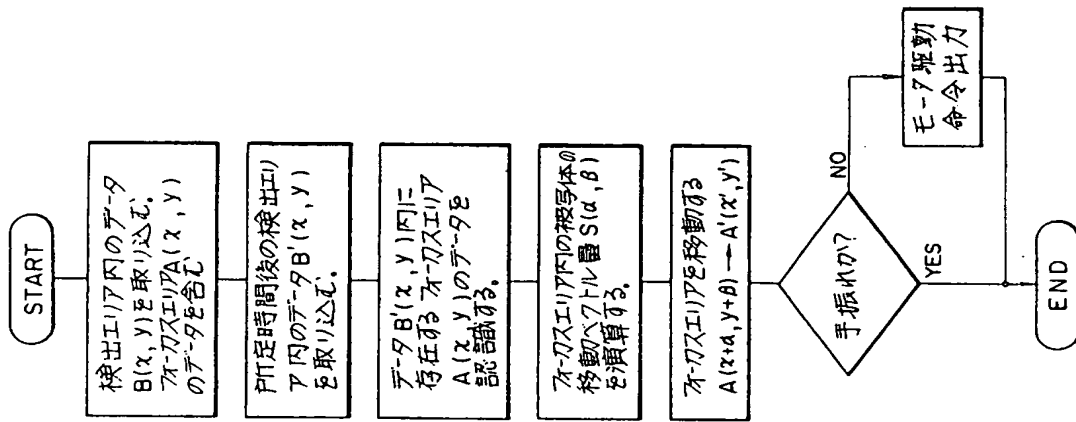 START
検出エリア内のデータ
B(x,y)を取り込む。
フォーカスエリアA(x,y)
のデータを含む
所定時間後の検出エリ
ア内のデータB'(x,y)
を取り込む。
データB'(x,y)内に
存在するフォーカスエリア
A(x,y)のデータを
認識する。
フォーカスエリア内の被写体の
移動ベクトル量S(α,β)
を演算する。
フォーカスエリアを移動する
A(x+α,y+β)→A'(x',y')
手振れか?
NO
YES
モータ駆動
命令出力
END